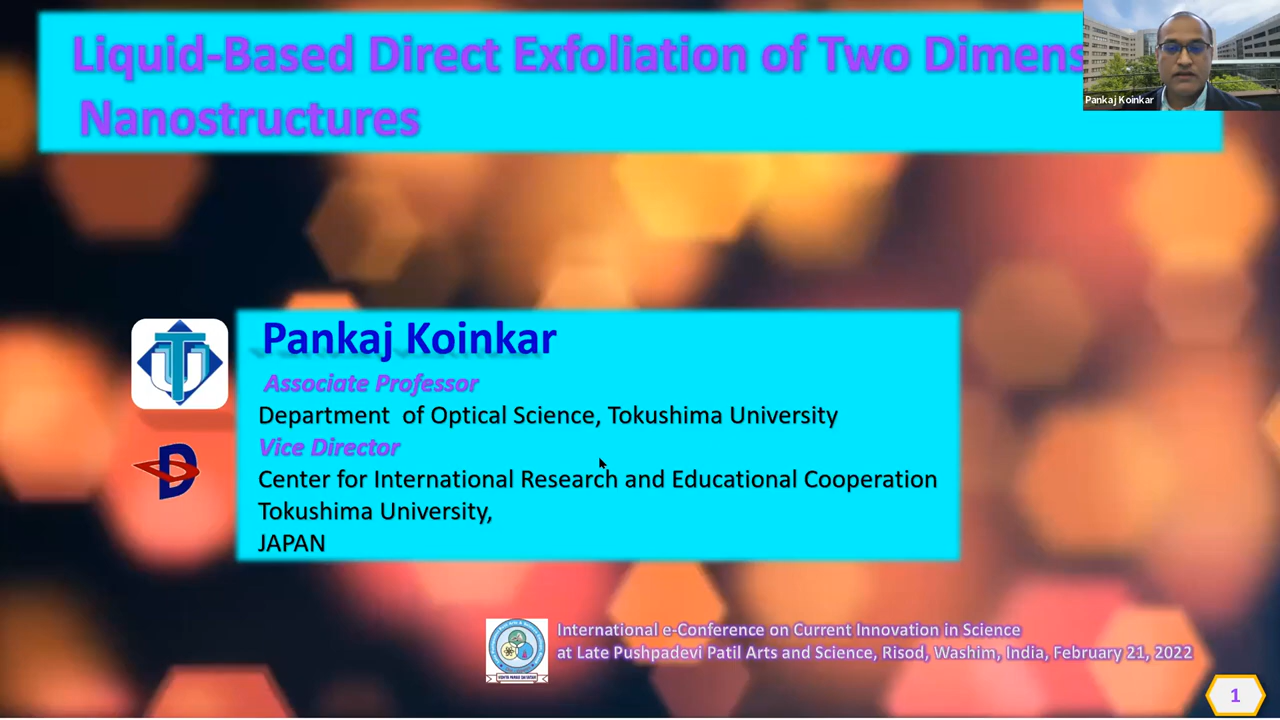 Liquid-Based Direct Exfoliation of Two Dimens
Nanostructures
Pankaj Koinkar
Pankaj Koinkar
Associate Professor
Department of Optical Science, Tokushima University
Vice Director
Center for International Research and Educational Cooperation
Tokushima University,
JAPAN
International e-Conference on Current Innovation in Science
at Late Pushpadevi Patil Arts and Science, Risod, Washim, India, February 21, 2022
1